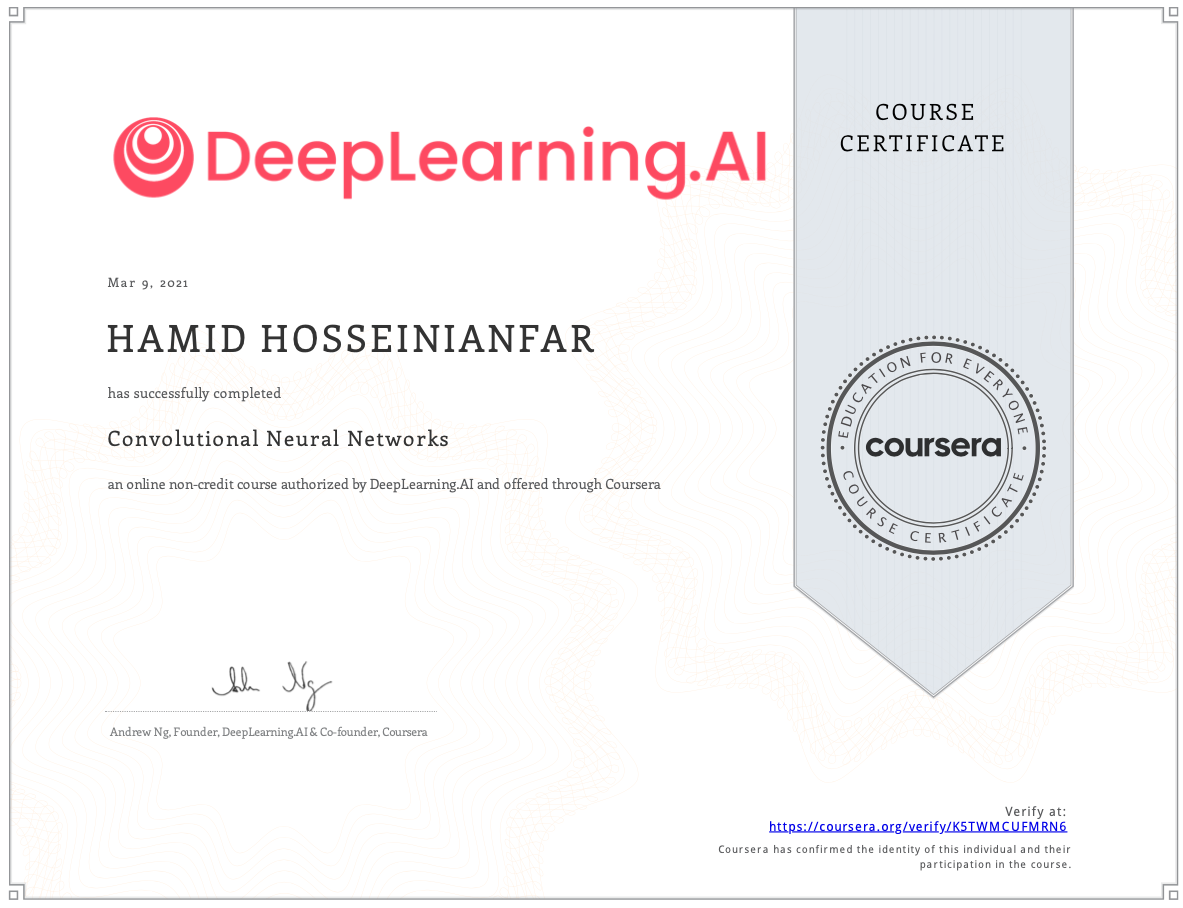 DeepLearning.AI
COURSE
CERTIFICATE
Mar 9, 2021
HAMID HOSSEINIANFAR
has successfully completed
Convolutional Neural Networks
an online non-credit course authorized by DeepLearning.AI and offered through Coursera
EDUCATION FOR EVERYONE
coursera
COURSE CERTIFICATE
Andrew Ng, Founder, DeepLearning.AI & Co-founder, Coursera
Verify at:
https://coursera.org/verify/K5TWMCUFMRN6
Coursera has confirmed the identity of this individual and their
participation in the course.